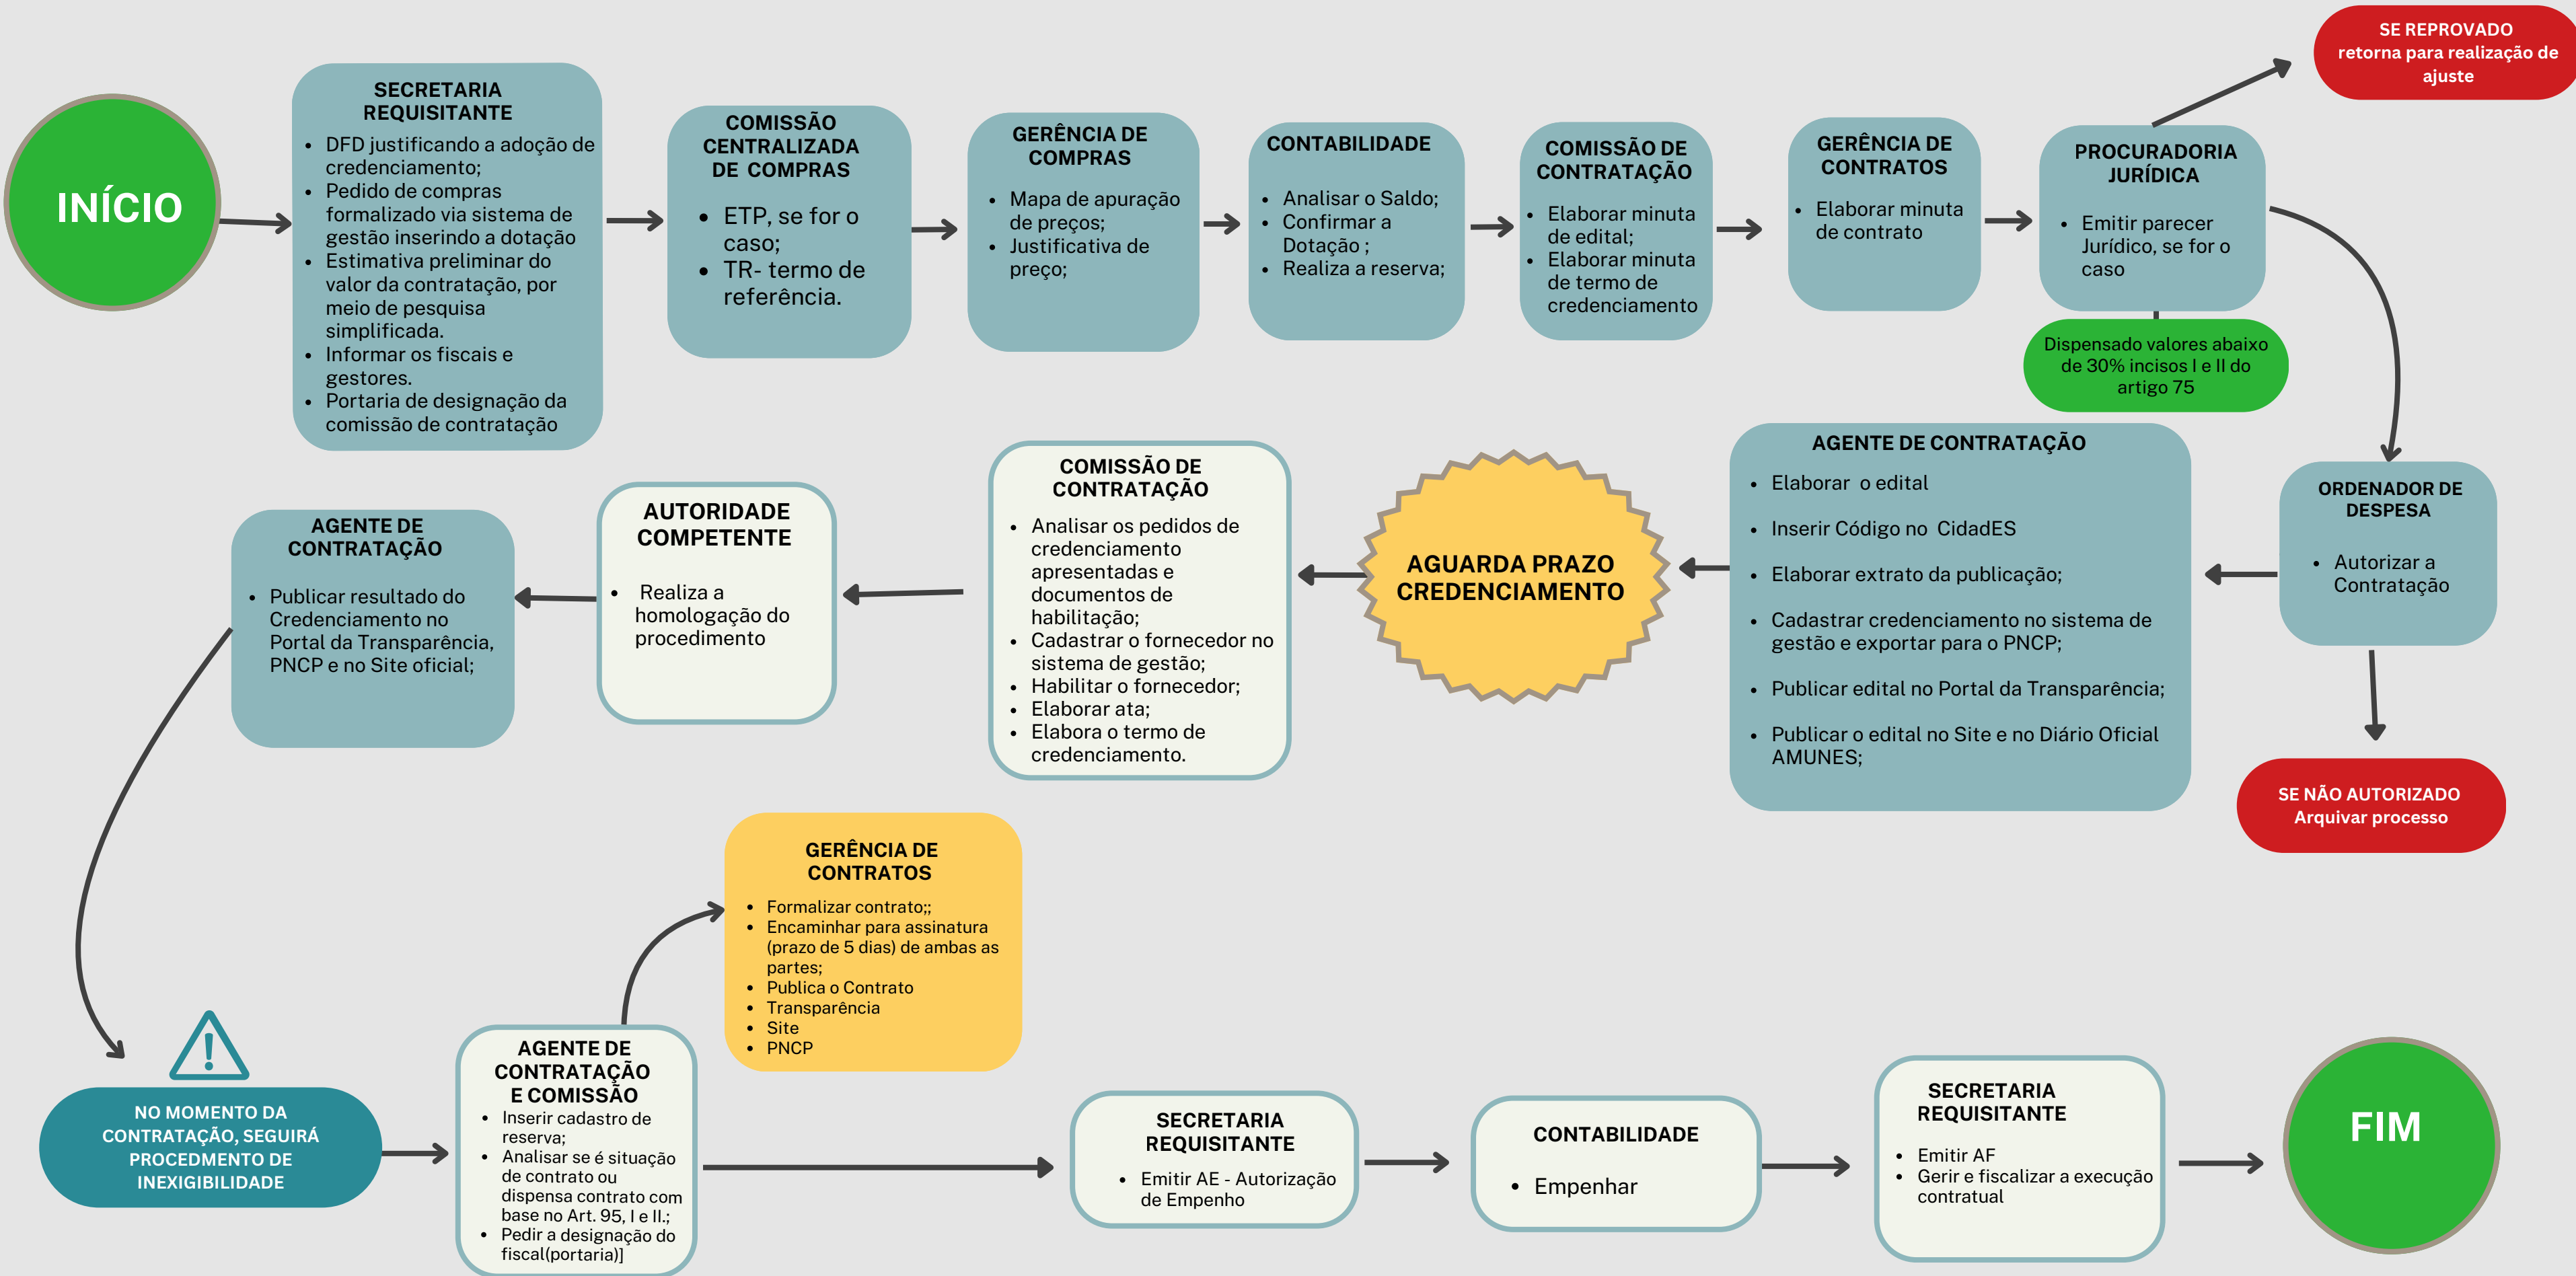 INÍCIO
SECRETARIA
REQUISITANTE
• DFD justificando a adoção de
credenciamento;
• Pedido de compras
formalizado via sistema de
gestão inserindo a dotação
• Estimativa preliminar do
valor da contratação, por
meio de pesquisa
simplificada.
• Informar os fiscais e
gestores.
• Portaria de designação da
comissão de contratação
COMISSÃO
CENTRALIZADA
DE COMPRAS
• ETP, se for o
caso;
• TR- termo de
referência.
GERÊNCIA DE
COMPRAS
• Mapa de apuração
de preços;
• Justificativa de
preço;
CONTABILIDADE
• Analisar o Saldo;
• Confirmar a
Dotação ;
• Realiza a reserva;
COMISSÃO DE
CONTRATAÇÃO
• Elaborar minuta
de edital;
• Elaborar minuta
de termo de
credenciamento
GERÊNCIA DE
CONTRATOS
• Elaborar minuta
de contrato
PROCURADORIA
JURÍDICA
• Emitir parecer
Jurídico, se for o
caso
SE REPROVADO
retorna para realização de
ajuste
Dispensado valores abaixo
de 30% incisos I e II do
artigo 75
ORDENADOR DE
DESPESA
• Autorizar a
Contratação
SE NÃO AUTORIZADO
Arquivar processo
AGENTE DE CONTRATAÇÃO
• Elaborar o edital
• Inserir Código no CidadES
• Elaborar extrato da publicação;
• Cadastrar credenciamento no sistema de
gestão e exportar para o PNCP;
• Publicar edital no Portal da Transparência;
• Publicar o edital no Site e no Diário Oficial
AMUNES;
AGUARDA PRAZO
CREDENCIAMENTO
COMISSÃO DE
CONTRATAÇÃO
• Analisar os pedidos de
credenciamento
apresentadas e
documentos de
habilitação;
• Cadastrar o fornecedor no
sistema de gestão;
• Habilitar o fornecedor;
• Elaborar ata;
• Elabora o termo de
credenciamento.
AUTORIDADE
COMPETENTE
• Realiza a
homologação do
procedimento
AGENTE DE
CONTRATAÇÃO
• Publicar resultado do
Credenciamento no
Portal da Transparência,
PNCP e no Site oficial;
NO MOMENTO DA
CONTRATAÇÃO, SEGUIRÁ
PROCEDMENTO DE
INEXIGIBILIDADE
AGENTE DE
CONTRATAÇÃO
E COMISSÃO
• Inserir cadastro de
reserva;
• Analisar se é situação
de contrato ou
dispensa contrato com
base no Art. 95, I e II.;
• Pedir a designação do
fiscal(portaria)]
GERÊNCIA DE
CONTRATOS
• Formalizar contrato;;
• Encaminhar para assinatura
(prazo de 5 dias) de ambas as
partes;
• Publica o Contrato
• Transparência
• Site
• PNCP
SECRETARIA
REQUISITANTE
• Emitir AE - Autorização
de Empenho
CONTABILIDADE
• Empenhar
SECRETARIA
REQUISITANTE
• Emitir AF
• Gerir e fiscalizar a execução
contratual
FIM